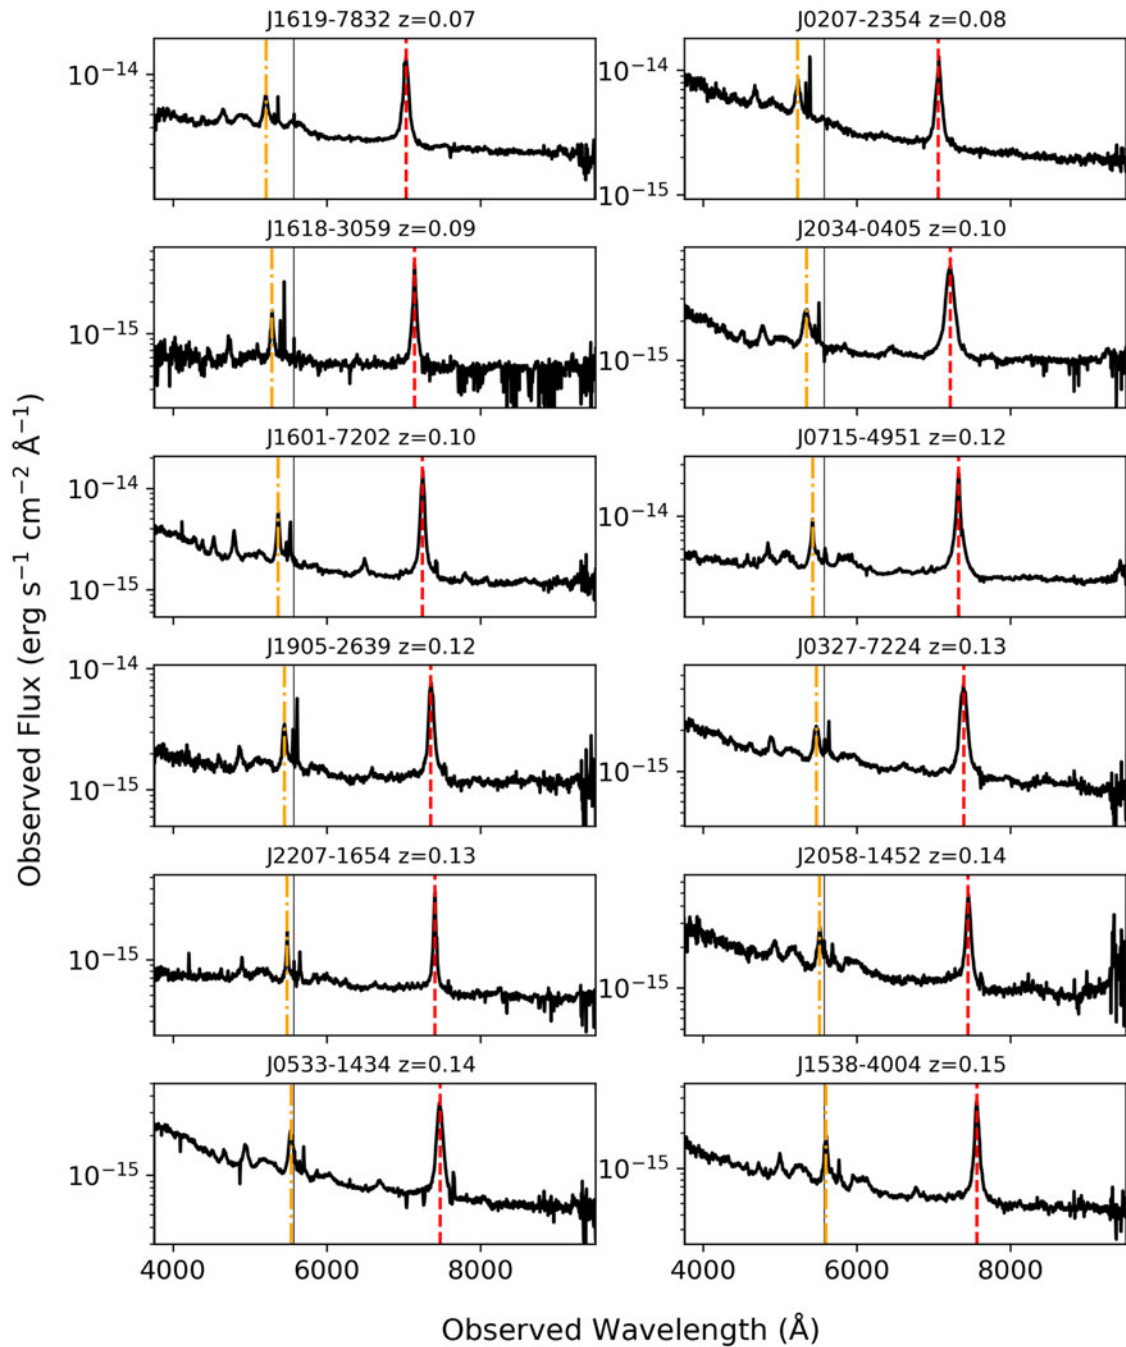 J1619-7832 z=0.07
J0207-2354 z=0.08
10⁻¹⁴
10⁻¹⁴
10⁻¹⁵
J1618-3059 z=0.09
J2034-0405 z=0.10
10⁻¹⁵
10⁻¹⁵
J1601-7202 z=0.10
J0715-4951 z=0.12
10⁻¹⁴
10⁻¹⁵
10⁻¹⁴
J1905-2639 z=0.12
J0327-7224 z=0.13
10⁻¹⁴
10⁻¹⁵
10⁻¹⁵
J2207-1654 z=0.13
J2058-1452 z=0.14
10⁻¹⁵
10⁻¹⁵
J0533-1434 z=0.14
J1538-4004 z=0.15
10⁻¹⁵
10⁻¹⁵
4000 6000 8000
4000 6000 8000
Observed Wavelength (Å)
Observed Flux (erg s⁻¹ cm⁻² Å⁻¹)